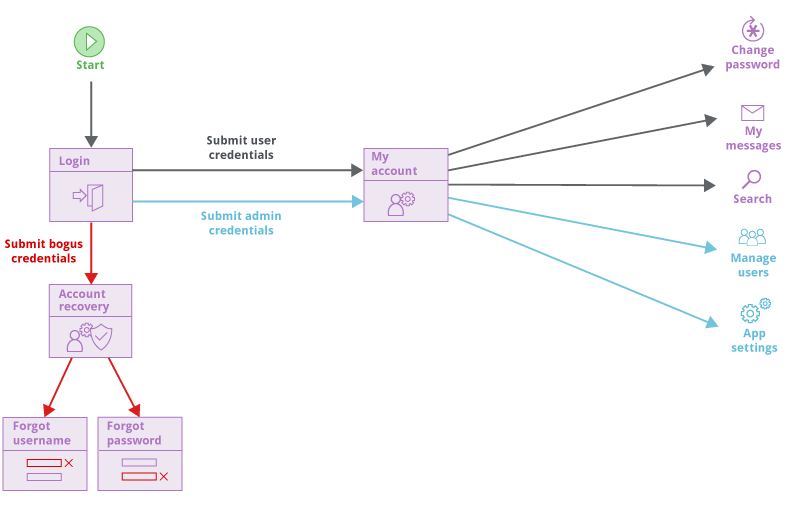 Start
Change
password
Submit user
credentials
My
messages
Login
My
account
Search
Submit admin
credentials
Submit bogus
credentials
Manage
users
Account
recovery
App
settings
Forgot
username
Forgot
password